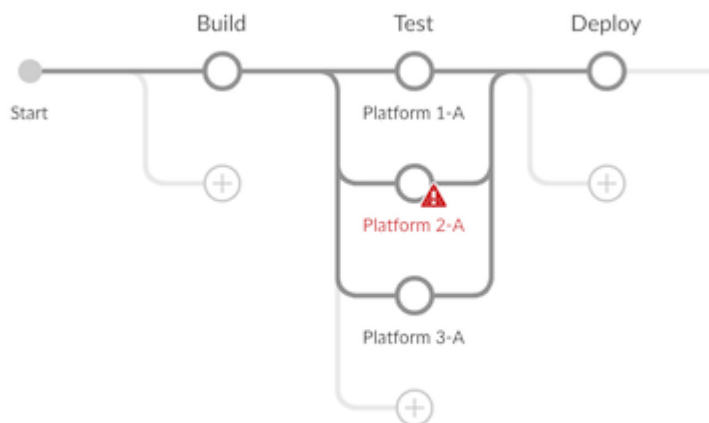 Build
Test
Deploy
Start
Platform 1-A
Platform 2-A
Platform 3-A